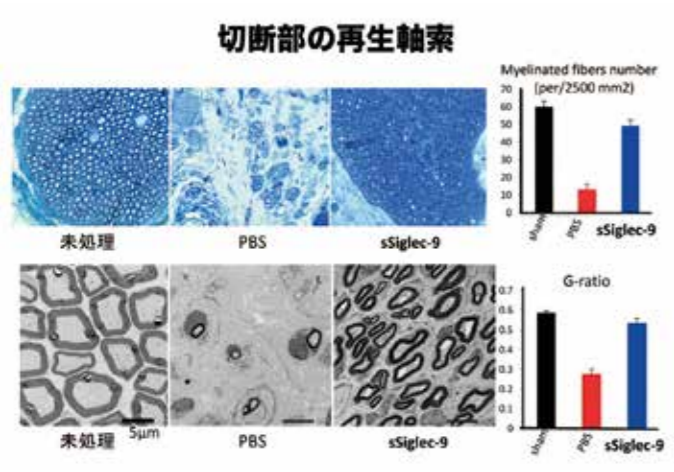 切断部の再生軸索
Myelinated fibers number
(per/2500 mm2)
70
60
50
40
30
20
10
0
sham
PBS
sSiglec-9
未処理
PBS
sSiglec-9
G-ratio
0.7
0.6
0.5
0.4
0.3
0.2
0.1
0
sham
PBS
sSiglec-9
5μm
未処理
PBS
sSiglec-9